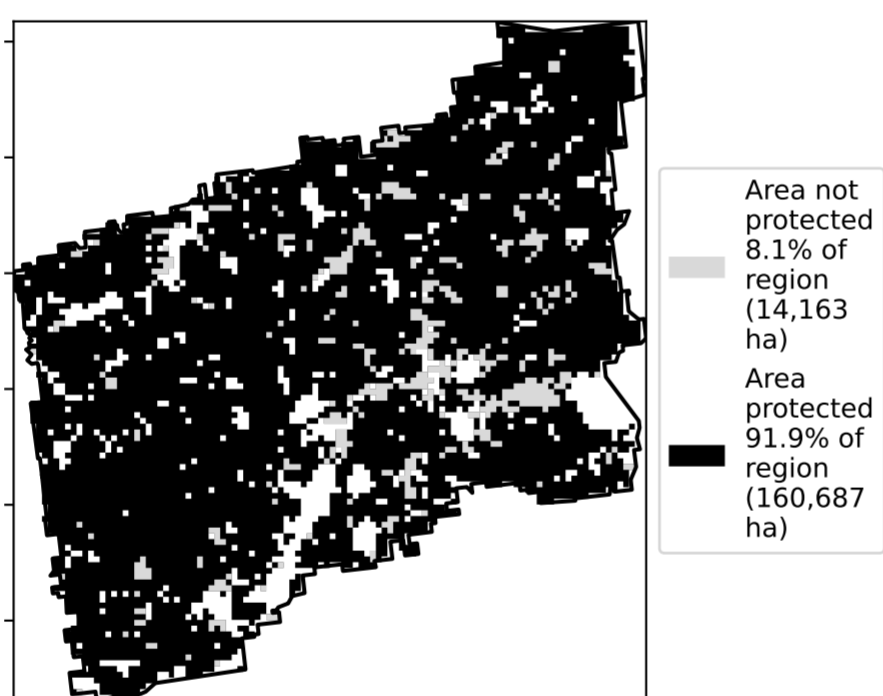 Area not
protected
8.1% of
region
(14,163
ha)
Area
protected
91.9% of
region
(160,687
ha)